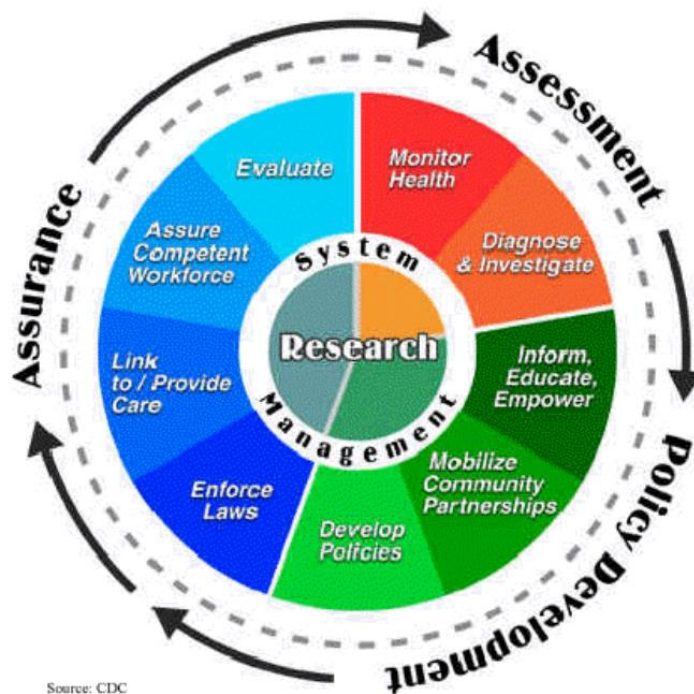 Assessment
Policy Development
Assurance
Monitor
Health
Diagnose
& Investigate
Inform,
Educate,
Empower
Mobilize
Community
Partnerships
Develop
Policies
Enforce
Laws
Link
to / Provide
Care
Assure
Competent
Workforce
Evaluate
System
Management
Research
Source: CDC